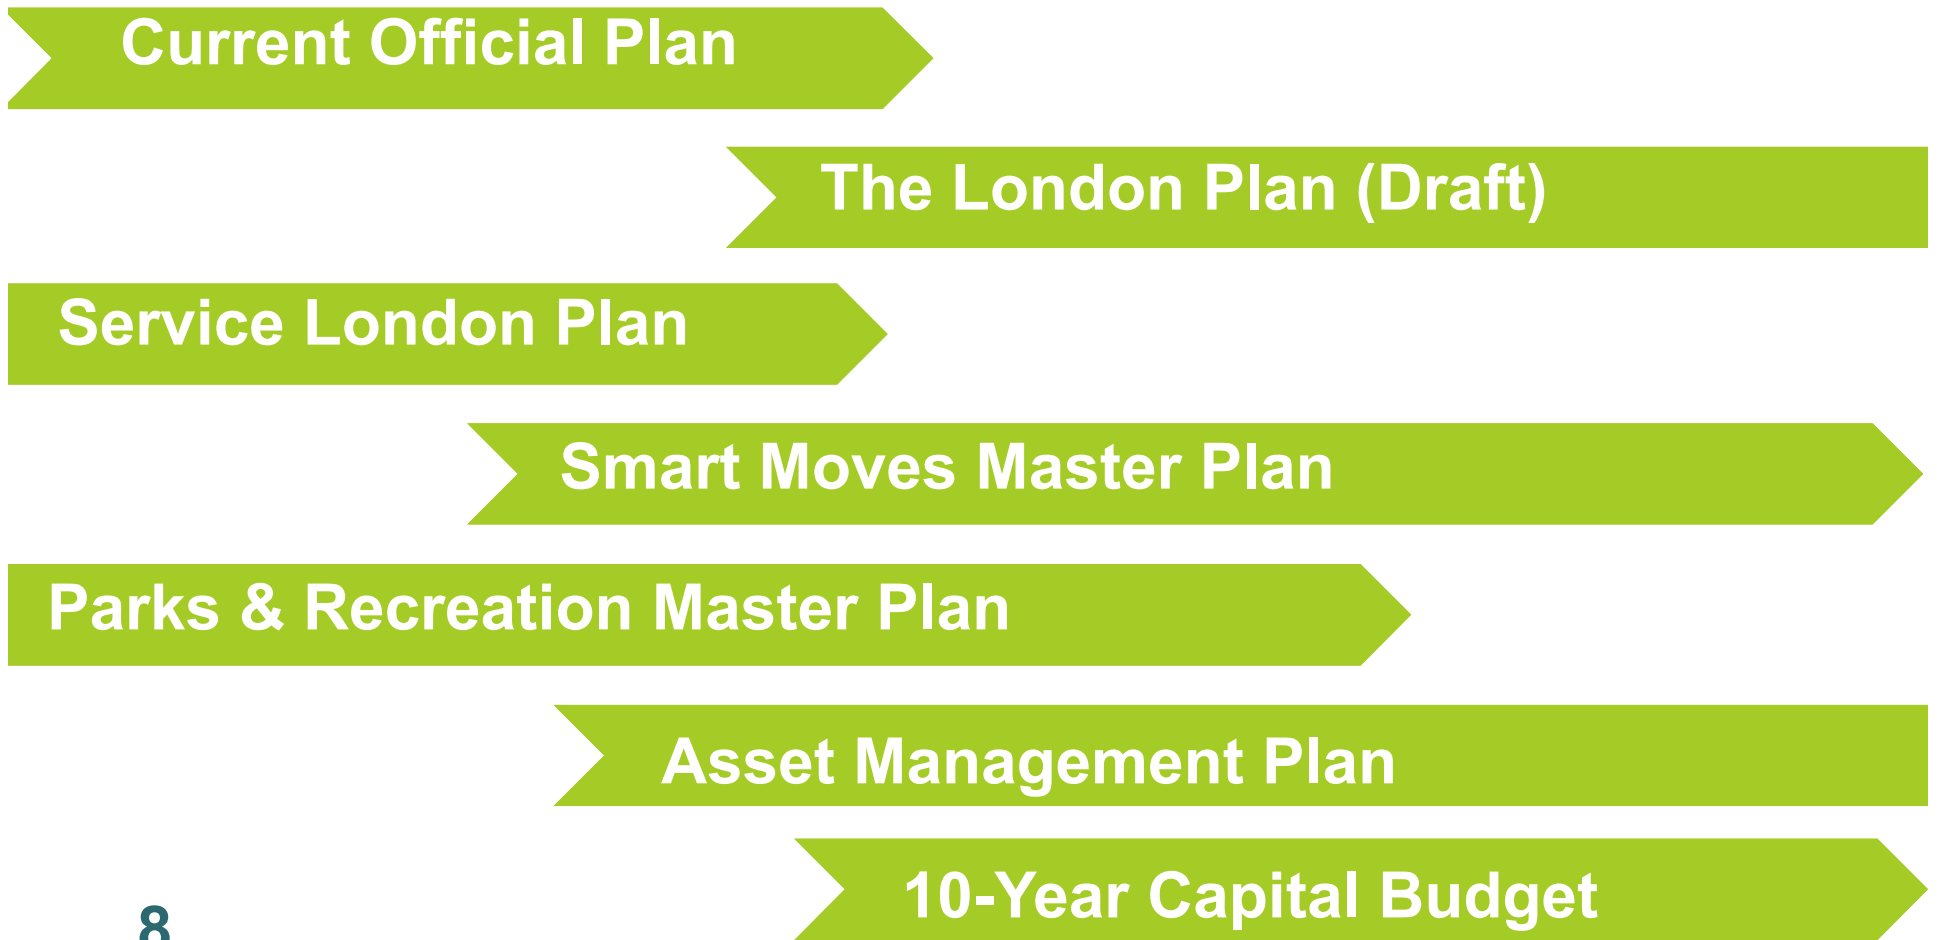 Current Official Plan
The London Plan (Draft)
Service London Plan
Smart Moves Master Plan
Parks & Recreation Master Plan
Asset Management Plan
10-Year Capital Budget
8